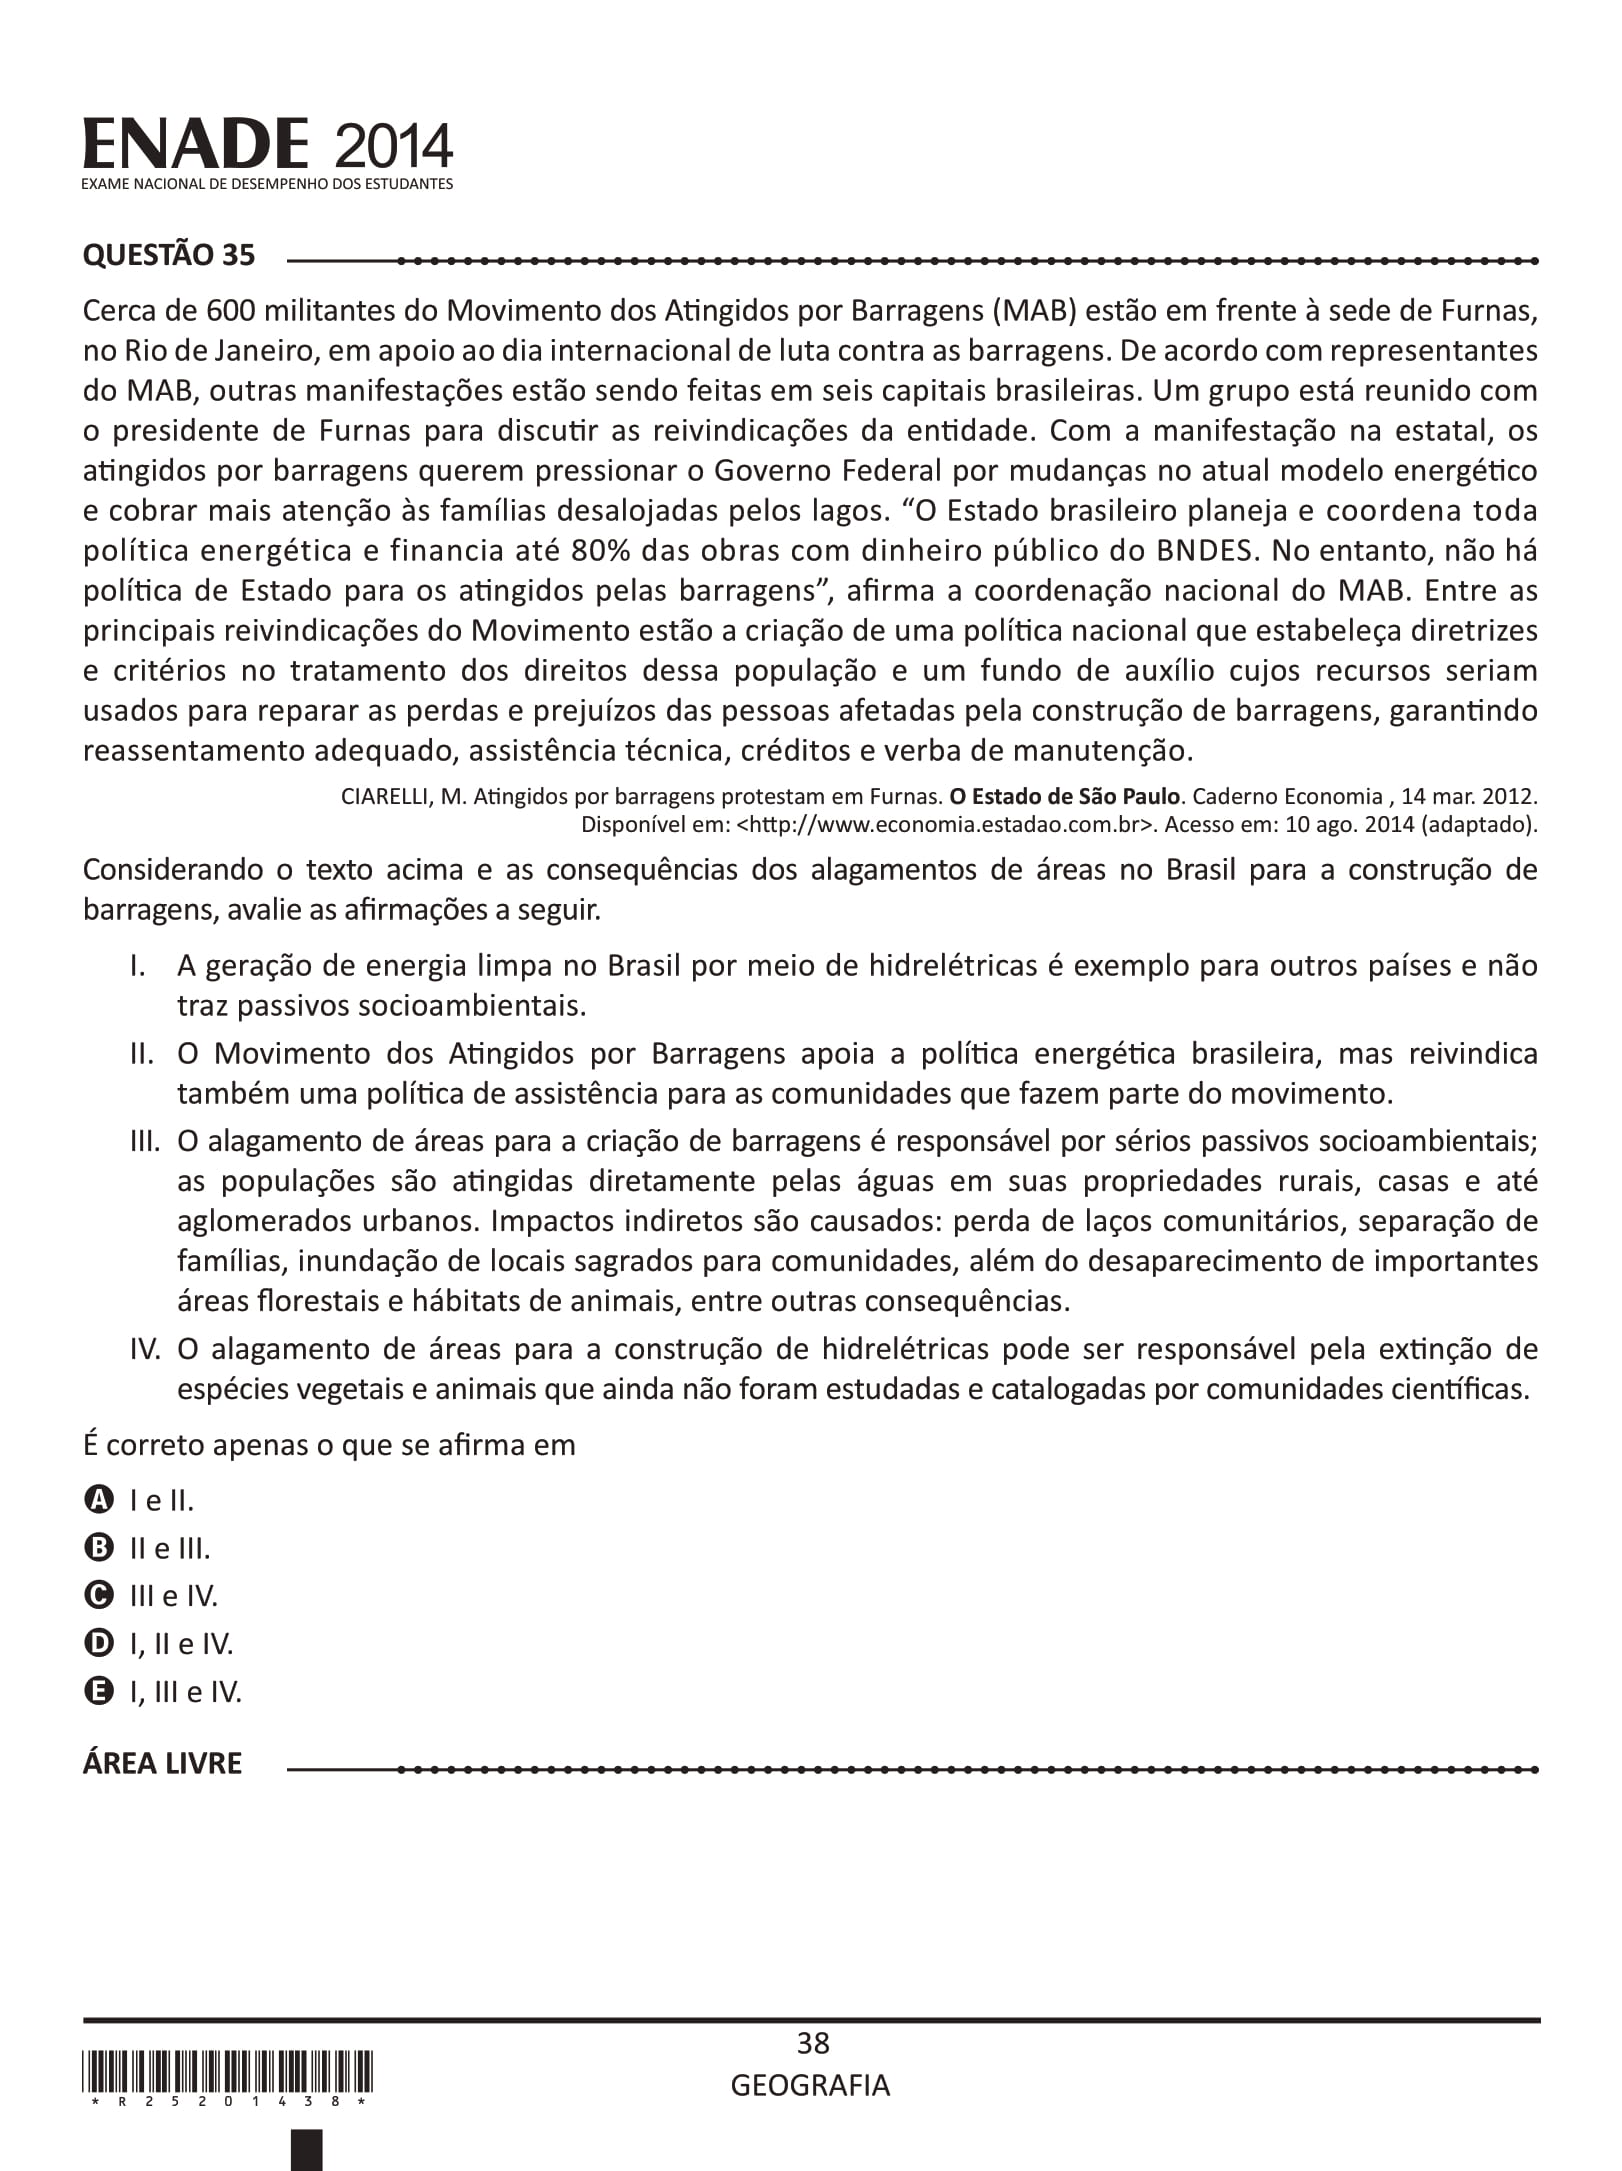 ENADE 2014
EXAME NACIONAL DE DESEMPENHO DOS ESTUDANTES
QUESTÃO 35
Cerca de 600 militantes do Movimento dos Atingidos por Barragens (MAB) estão em frente à sede de Furnas,
no Rio de Janeiro, em apoio ao dia internacional de luta contra as barragens. De acordo com representantes
do MAB, outras manifestações estão sendo feitas em seis capitais brasileiras. Um grupo está reunido com
o presidente de Furnas para discutir as reivindicações da entidade. Com a manifestação na estatal, os
atingidos por barragens querem pressionar o Governo Federal por mudanças no atual modelo energético
e cobrar mais atenção às famílias desalojadas pelos lagos. “O Estado brasileiro planeja e coordena toda
política energética e financia até 80% das obras com dinheiro público do BNDES. No entanto, não há
política de Estado para os atingidos pelas barragens”, afirma a coordenação nacional do MAB. Entre as
principais reivindicações do Movimento estão a criação de uma política nacional que estabeleça diretrizes
e critérios no tratamento dos direitos dessa população e um fundo de auxílio cujos recursos seriam
usados para reparar as perdas e prejuízos das pessoas afetadas pela construção de barragens, garantindo
reassentamento adequado, assistência técnica, créditos e verba de manutenção.
CIARELLI, M. Atingidos por barragens protestam em Furnas. O Estado de São Paulo. Caderno Economia , 14 mar. 2012.
Disponível em: <http://www.economia.estadao.com.br>. Acesso em: 10 ago. 2014 (adaptado).
Considerando o texto acima e as consequências dos alagamentos de áreas no Brasil para a construção de
barragens, avalie as afirmações a seguir.
I. A geração de energia limpa no Brasil por meio de hidrelétricas é exemplo para outros países e não
traz passivos socioambientais.
II. O Movimento dos Atingidos por Barragens apoia a política energética brasileira, mas reivindica
também uma política de assistência para as comunidades que fazem parte do movimento.
III. O alagamento de áreas para a criação de barragens é responsável por sérios passivos socioambientais;
as populações são atingidas diretamente pelas águas em suas propriedades rurais, casas e até
aglomerados urbanos. Impactos indiretos são causados: perda de laços comunitários, separação de
famílias, inundação de locais sagrados para comunidades, além do desaparecimento de importantes
áreas florestais e hábitats de animais, entre outras consequências.
IV. O alagamento de áreas para a construção de hidrelétricas pode ser responsável pela extinção de
espécies vegetais e animais que ainda não foram estudadas e catalogadas por comunidades científicas.
É correto apenas o que se afirma em
A I e II.
B II e III.
C III e IV.
D I, II e IV.
E I, III e IV.
ÁREA LIVRE
38
GEOGRAFIA
* R 2 5 2 0 1 4 3 8 *